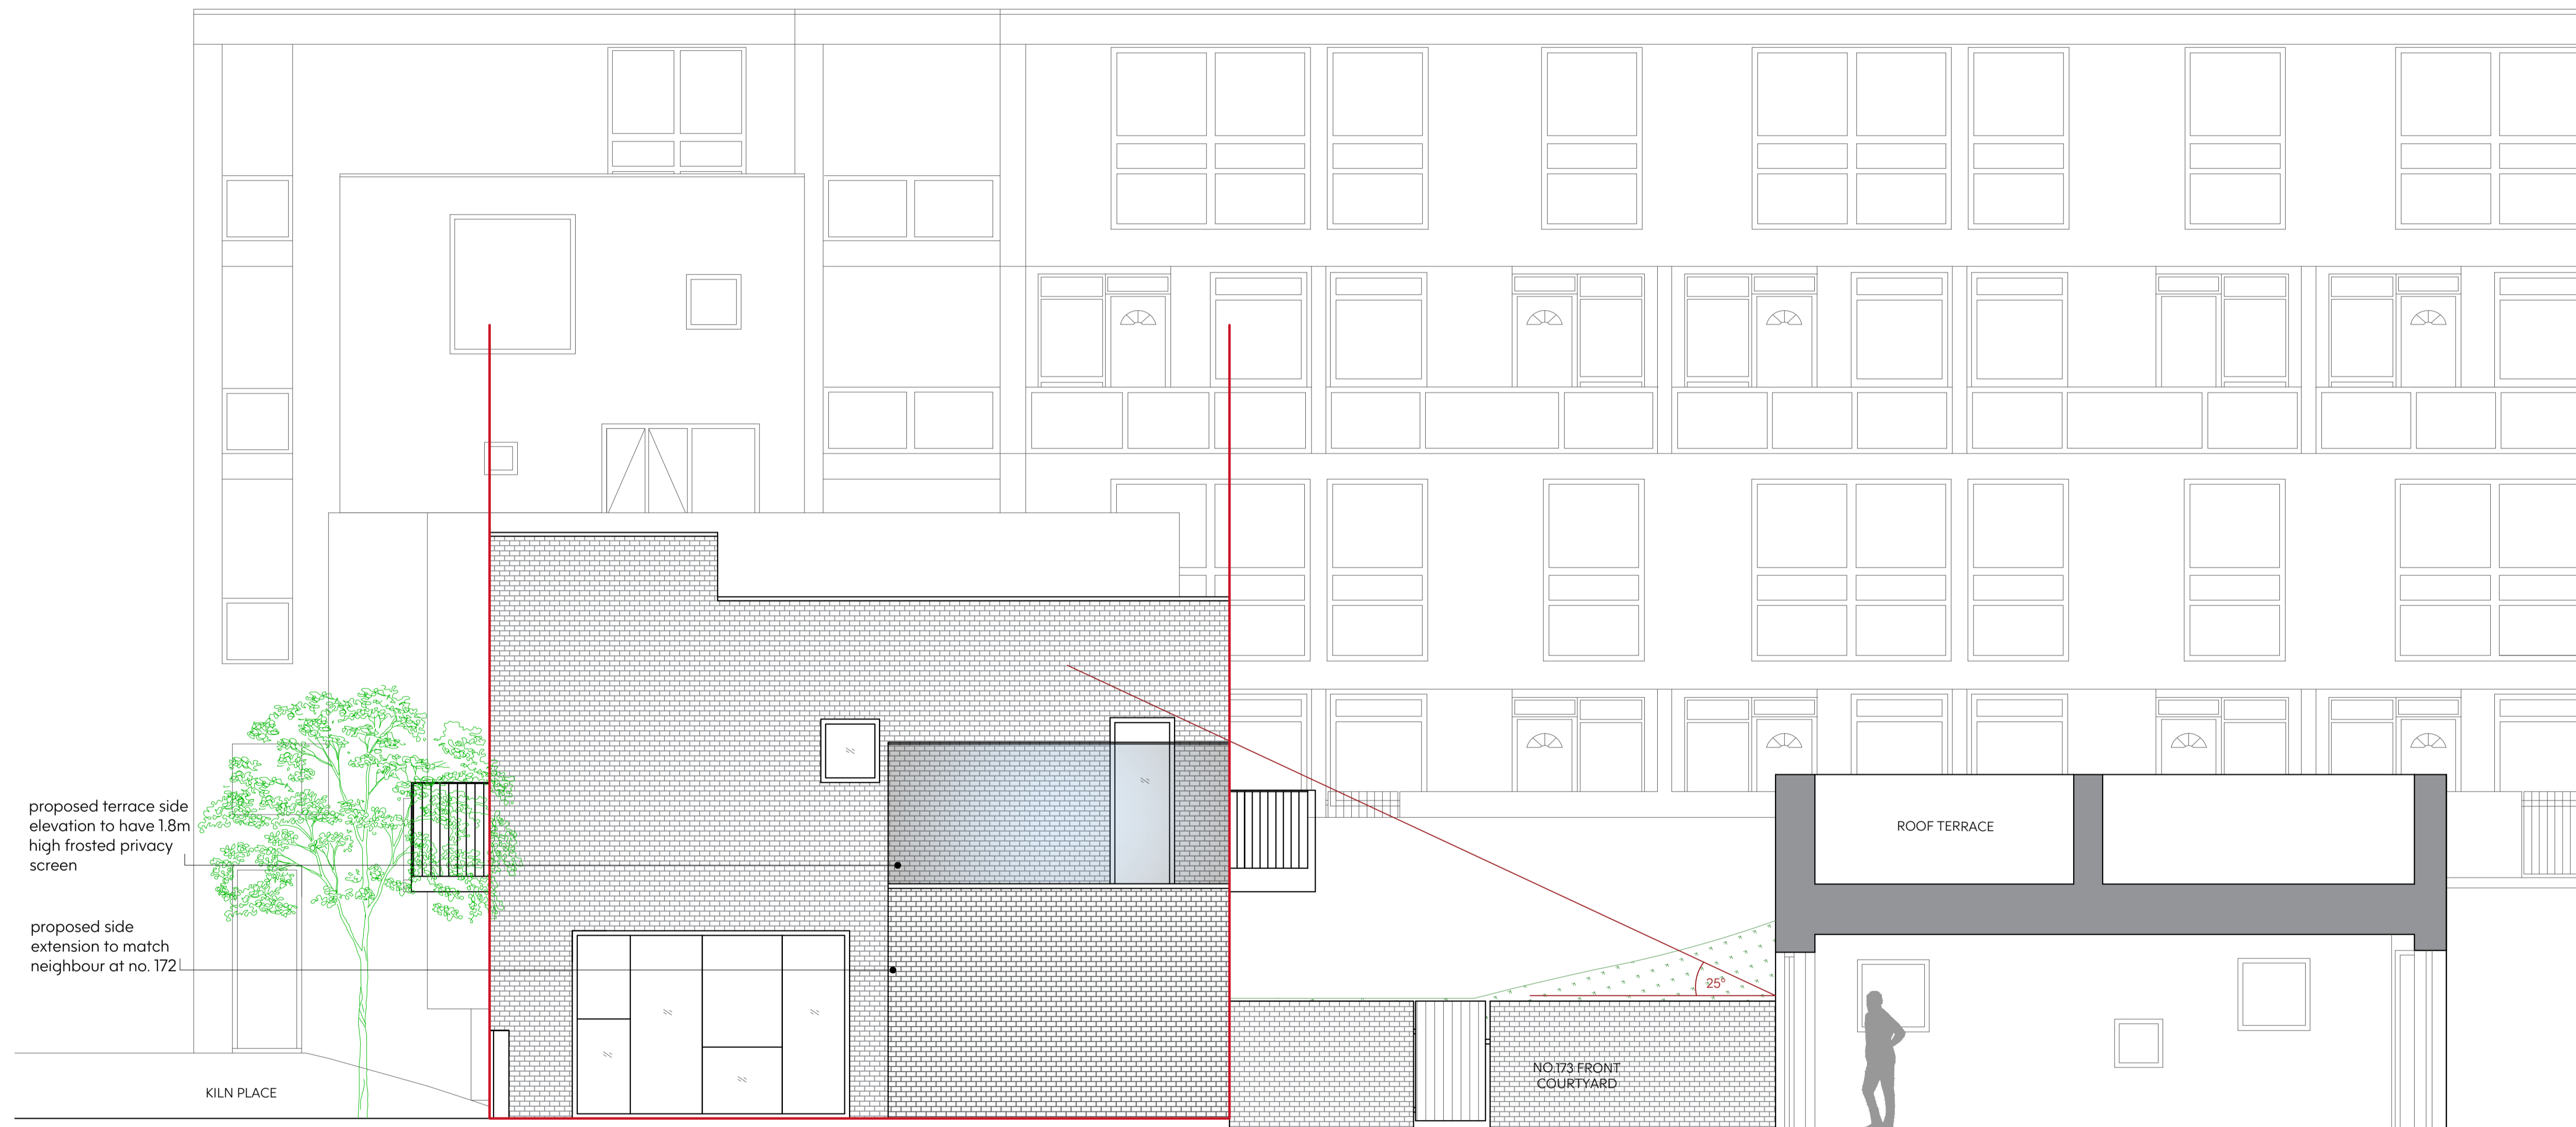 proposed terrace side
elevation to have 1.8m
high frosted privacy
screen
proposed side
extension to match
neighbour at no. 172
KILN PLACE
ROOF TERRACE
25°
NO.173 FRONT
COURTYARD